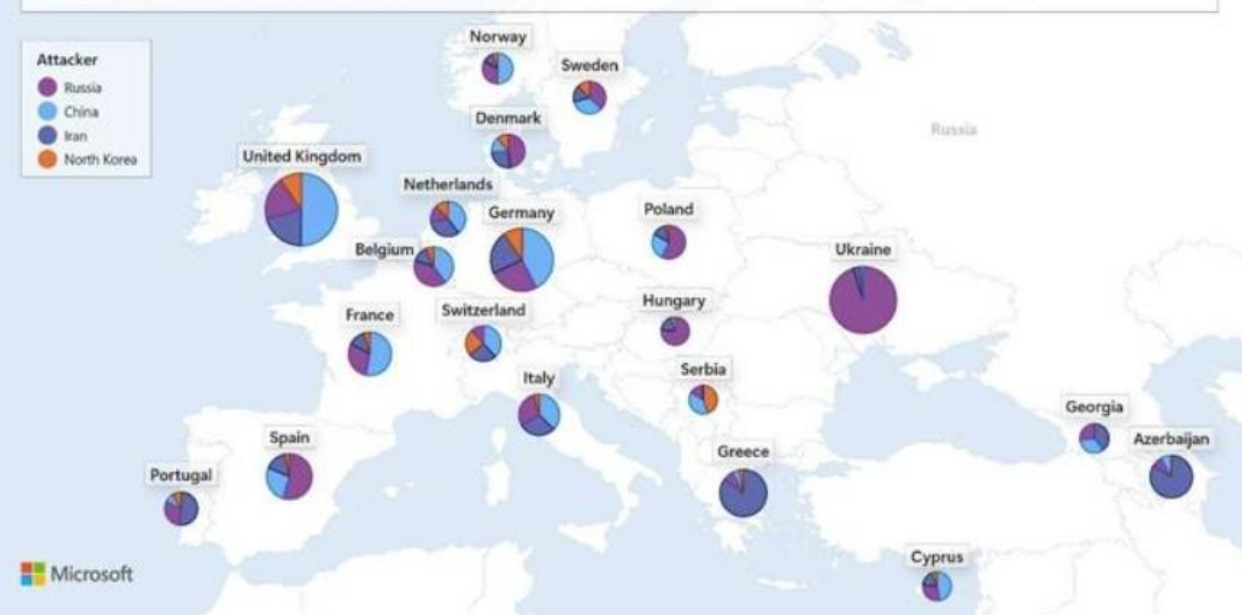 Attacker
Russia
China
Iran
North Korea
Norway
Sweden
Denmark
Russia
United Kingdom
Netherlands
Germany
Poland
Belgium
Ukraine
France
Switzerland
Hungary
Italy
Serbia
Georgia
Spain
Greece
Azerbaijan
Portugal
Cyprus
Microsoft